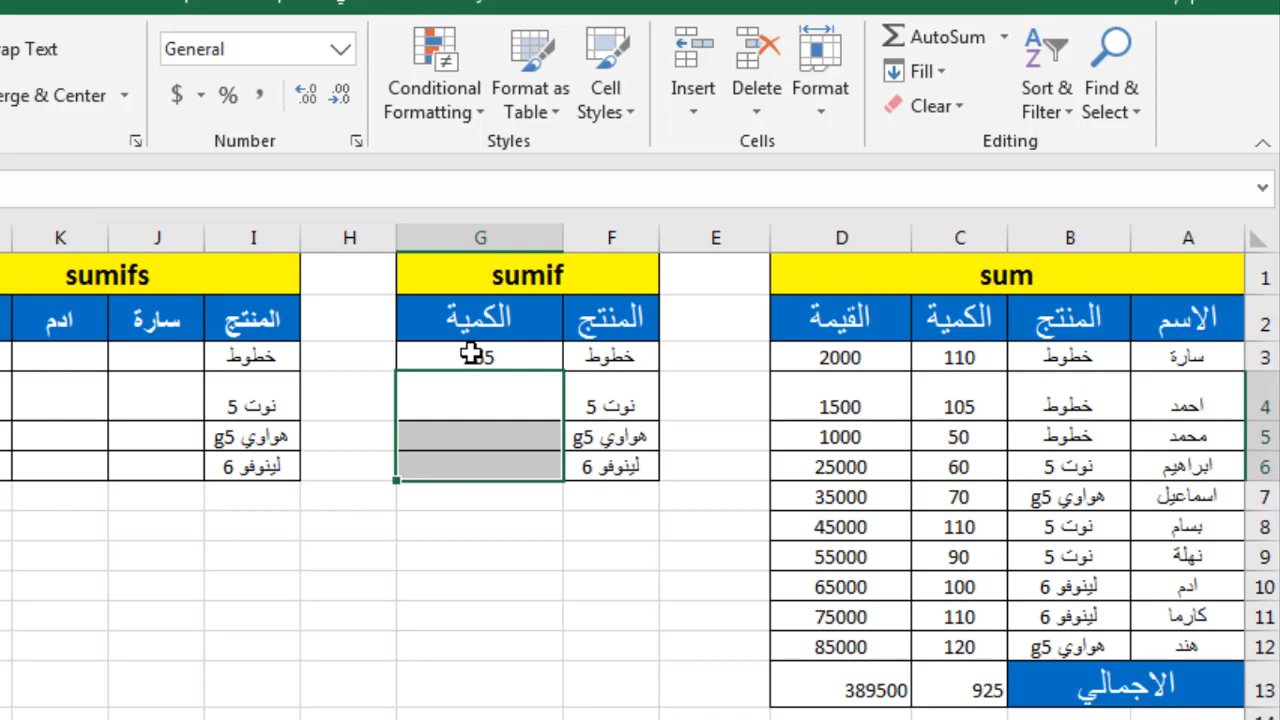 General
AutoSum
Fill
Clear
$ % ,
Conditional Formatting
Format as Table
Cell Styles
Insert
Delete
Format
Sort & Filter
Find & Select
Number
Styles
Cells
Editing
K J I H G F E D C B A
1 sum sumif sumifs
2 الاسم المنتج الكمية القيمة المنتج الكمية المنتج سارة ادم
3 سارة خطوط 110 2000 خطوط خطوط
4 احمد خطوط 105 1500 نوت 5 نوت 5
5 محمد خطوط 50 1000 هواوي g5 هواوي g5
6 ابراهيم نوت 5 60 25000 لينوفو 6 لينوفو 6
7 اسماعيل هواوي g5 70 35000
8 بسام نوت 5 110 45000
9 نهلة نوت 5 90 55000
10 ادم لينوفو 6 100 65000
11 كارما لينوفو 6 110 75000
12 هند هواوي g5 120 85000
13 الاجمالي 925 389500